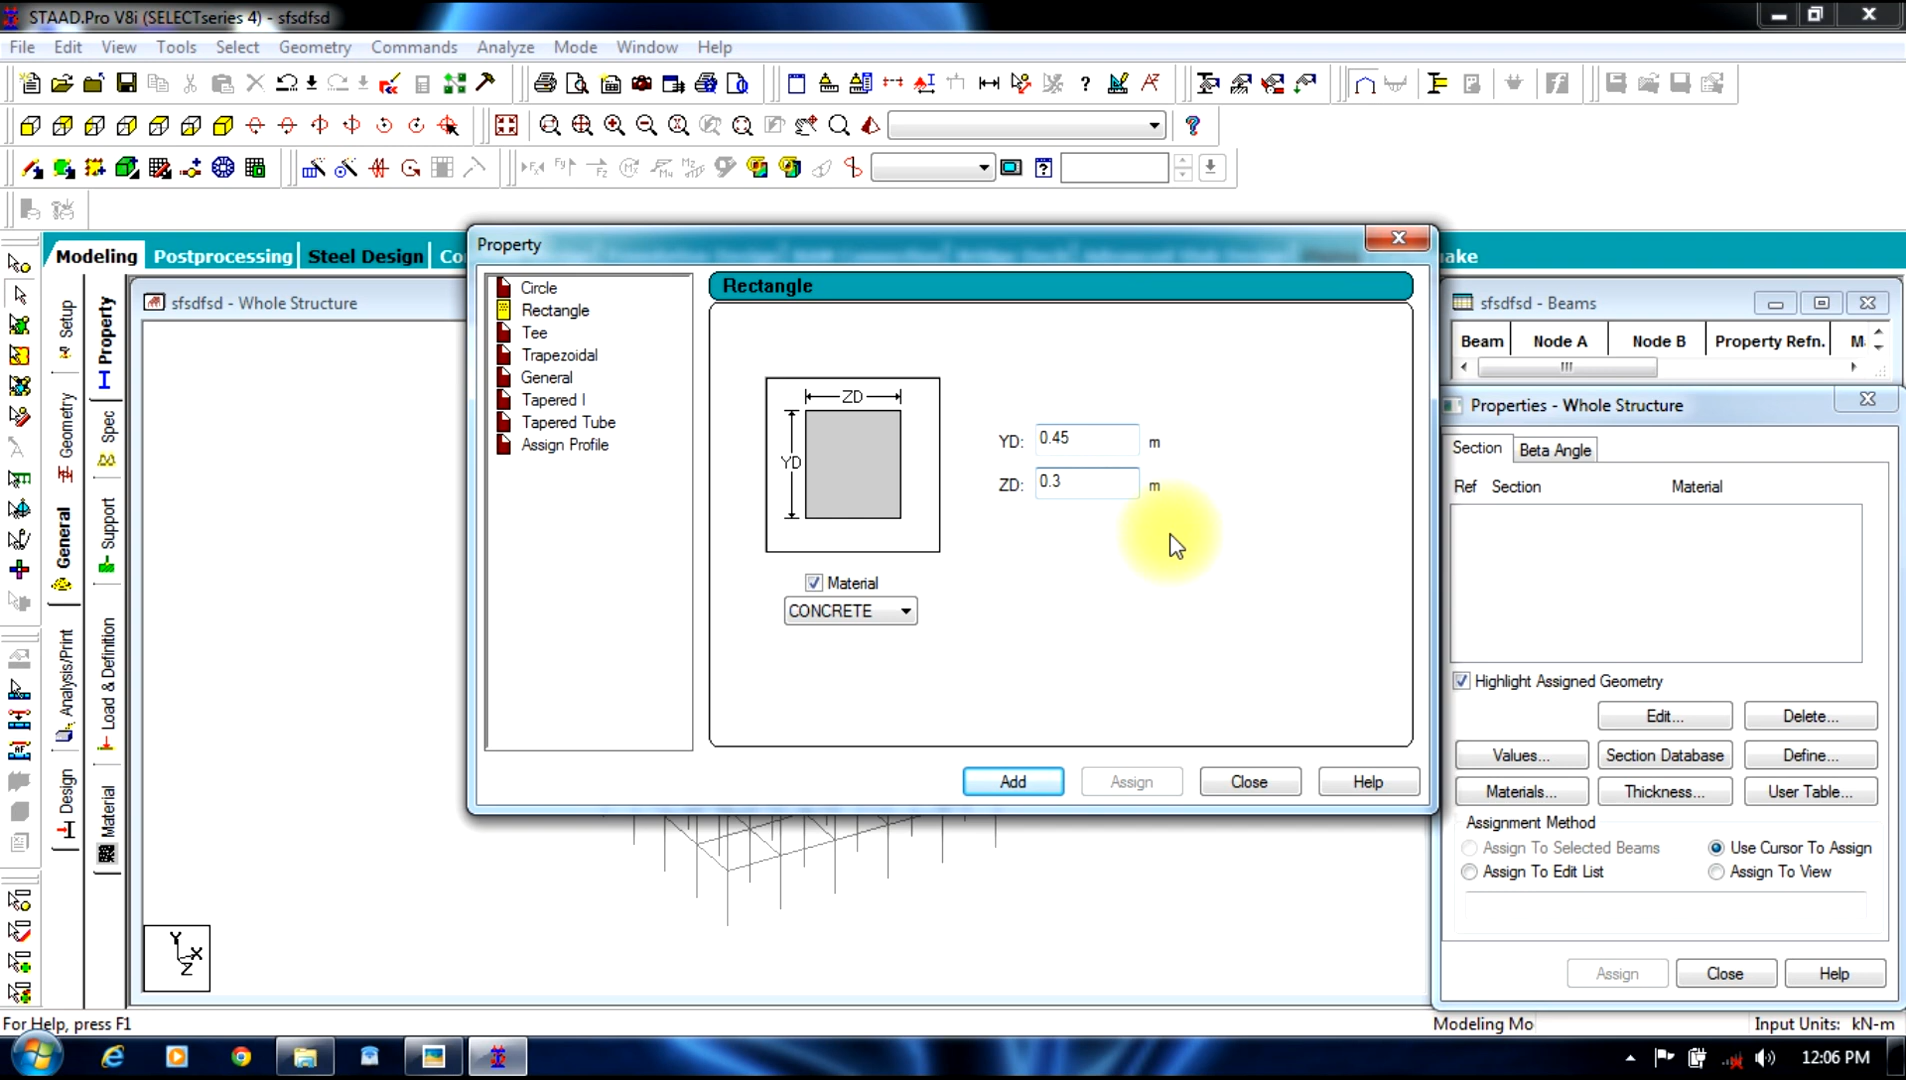 STAAD.Pro V8i (SELECTseries 4) - sfsdfsd
File Edit View Tools Select Geometry Commands Analyze Mode Window Help
Modeling Postprocessing Steel Design Co
ake
Property
Circle
Rectangle
Tee
Trapezoidal
General
Tapered I
Tapered Tube
Assign Profile
Rectangle
ZD
YD
YD: 0.45 m
ZD: 0.3 m
Material
CONCRETE
Add Assign Close Help
sfsdfsd - Whole Structure
Setup
Geometry
General
Analysis/Print
Design
Property
Spec
Support
Load & Definition
Material
Y
X
Z
sfsdfsd - Beams
Beam Node A Node B Property Refn. M
Properties - Whole Structure
Section Beta Angle
Ref Section Material
Highlight Assigned Geometry
Edit... Delete...
Values... Section Database Define...
Materials... Thickness... User Table...
Assignment Method
Assign To Selected Beams Use Cursor To Assign
Assign To Edit List Assign To View
Assign Close Help
For Help, press F1
Modeling Mo
Input Units: kN-m
12:06 PM